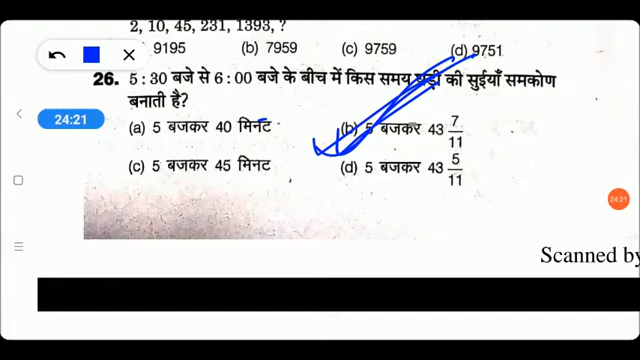 2, 10, 45, 231, 1393, ?
9195 (b) 7959 (c) 9759 (d) 9751
26. 5 : 30 बजे से 6 : 00 बजे के बीच में किस समय घड़ी की सुईयाँ समकोण
बनाती है?
24:21
(a) 5 बजकर 40 मिनट (b) 5 बजकर 43 7/11
(c) 5 बजकर 45 मिनट (d) 5 बजकर 43 5/11
24:21
Scanned by